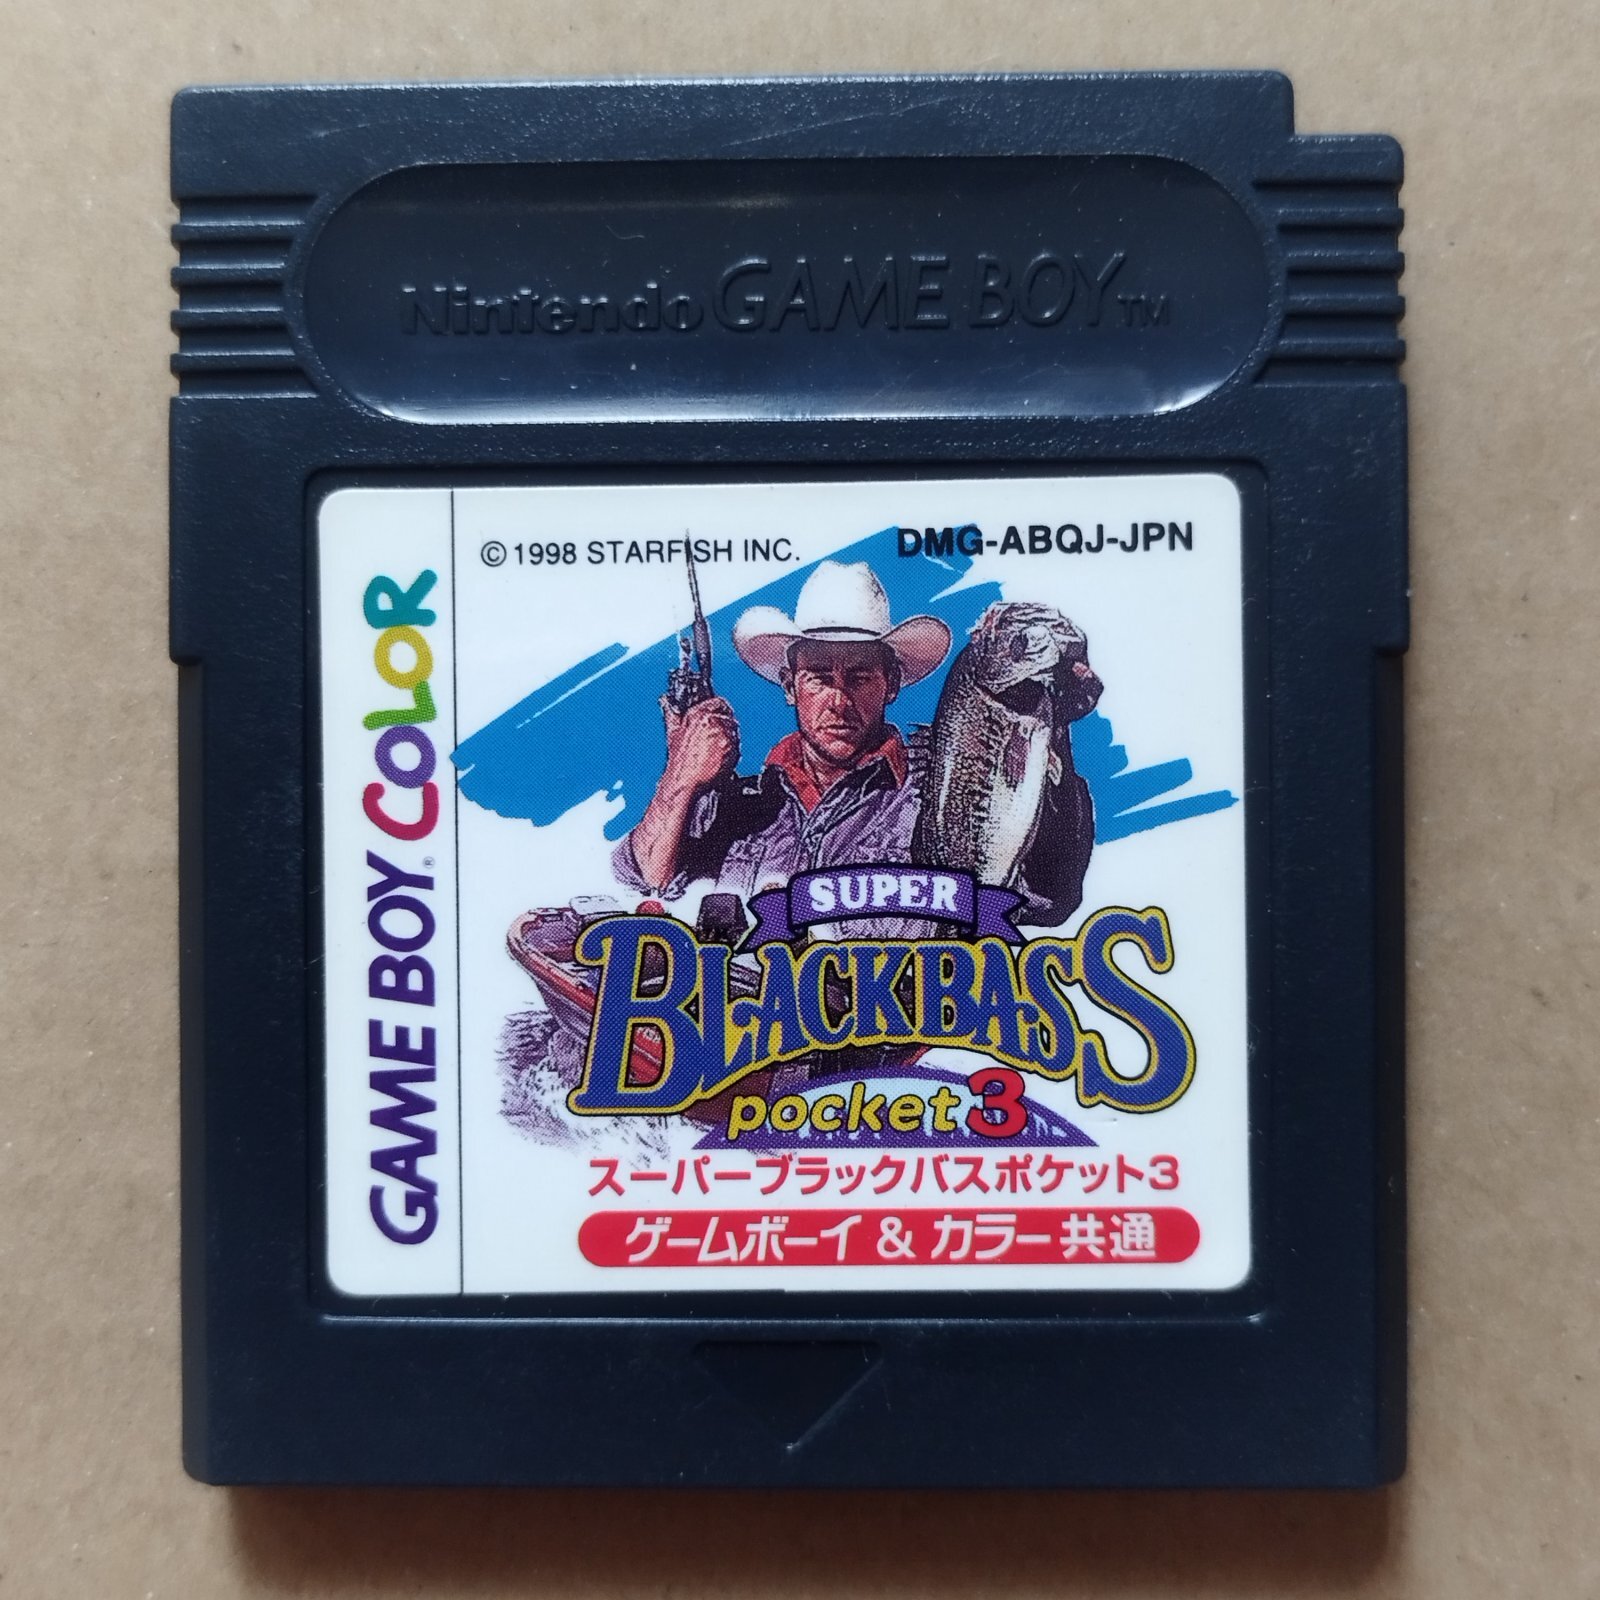 Nintendo GAME BOY™
© 1998 STARFISH INC.
DMG-ABQJ-JPN
GAME BOY® COLOR
SUPER
BLACKBASS
pocket3
スーパーブラックバスポケット3
ゲームボーイ & カラー共通